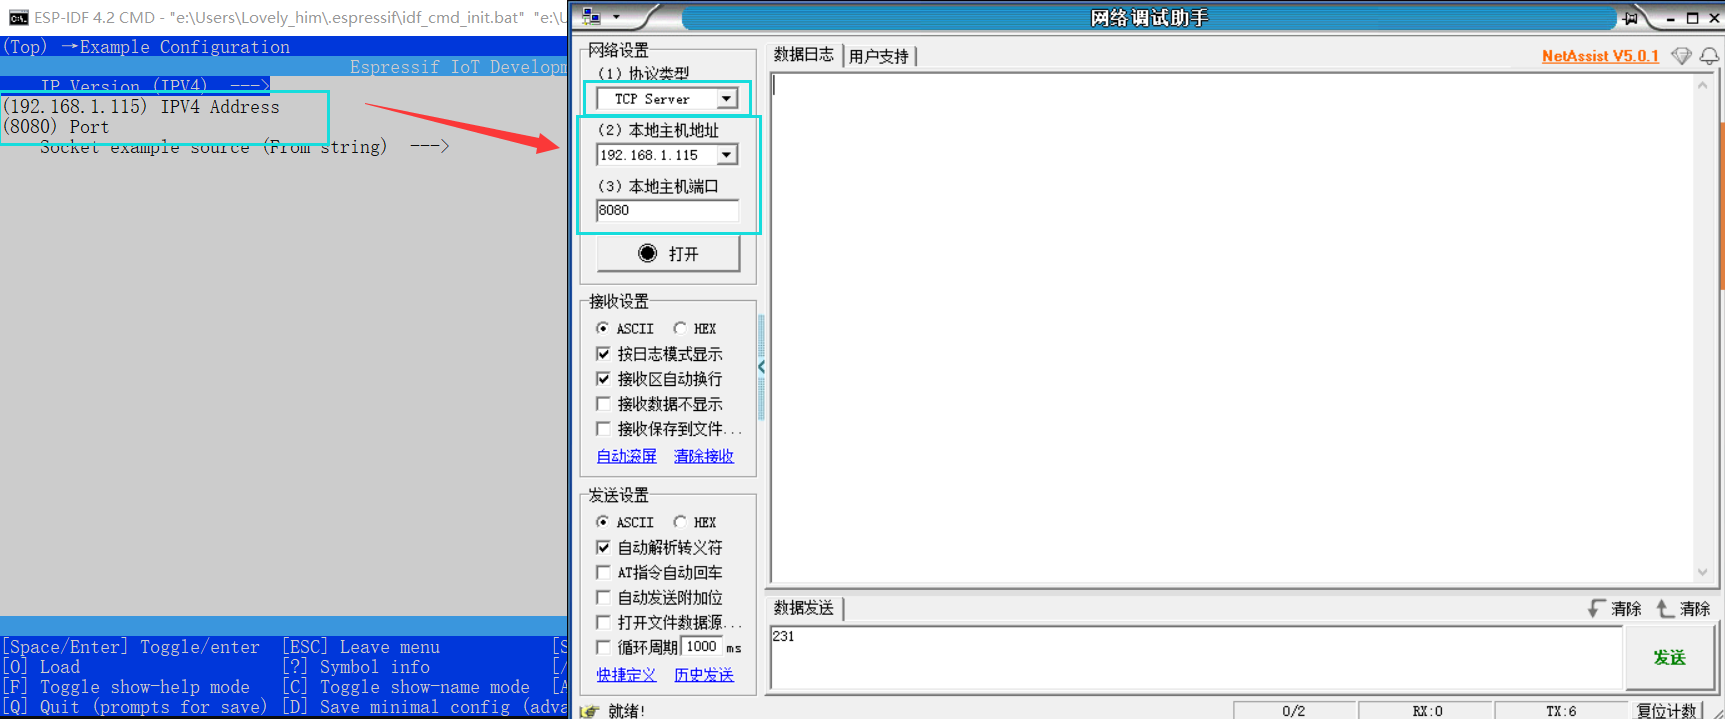 ESP-IDF 4.2 CMD - "e:\Users\Lovely_him\.espressif\idf_cmd_init.bat" "e:\U
(Top) →Example Configuration
Espressif IoT Developm
IP Version (IPV4) --->
(192.168.1.115) IPV4 Address
(8080) Port
Socket example source (From string) --->
[Space/Enter] Toggle/enter [ESC] Leave menu [S
[O] Load [?] Symbol info [/
[F] Toggle show-help mode [C] Toggle show-name mode [A
[Q] Quit (prompts for save) [D] Save minimal config (adva
网络调试助手
网络设置
(1) 协议类型
TCP Server
(2) 本地主机地址
192.168.1.115
(3) 本地主机端口
8080
打开
接收设置
ASCII HEX
按日志模式显示
接收区自动换行
接收数据不显示
接收保存到文件...
自动滚屏 清除接收
发送设置
ASCII HEX
自动解析转义符
AT指令自动回车
自动发送附加位
打开文件数据源...
循环周期 1000 ms
快捷定义 历史发送
就绪!
数据日志 用户支持
NetAssist V5.0.1
数据发送
清除 清除
231
发送
0/2 RX:0 TX:6 复位计数